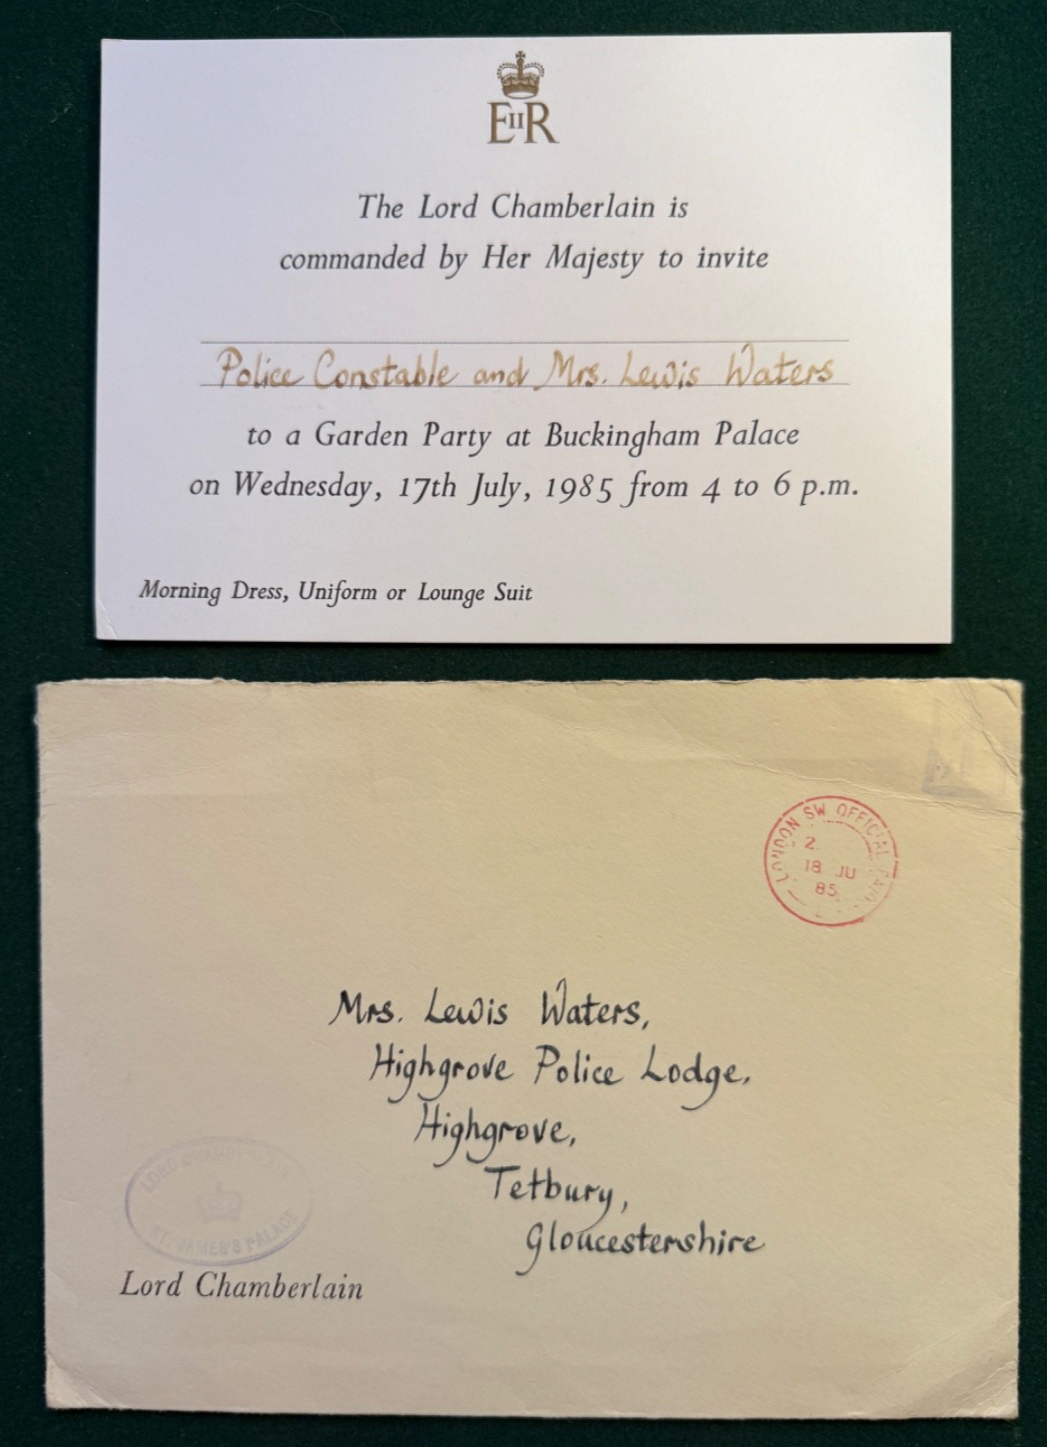 EIIR
The Lord Chamberlain is
commanded by Her Majesty to invite
Police Constable and Mrs. Lewis Waters
to a Garden Party at Buckingham Palace
on Wednesday, 17th July, 1985 from 4 to 6 p.m.
Morning Dress, Uniform or Lounge Suit
LONDON SW OFFICIAL PAID
2.
18 JU
85
Mrs. Lewis Waters,
Highgrove Police Lodge,
Highgrove,
Tetbury,
Gloucestershire
LORD CHAMBERLAIN
ST. JAMES'S PALACE
Lord Chamberlain